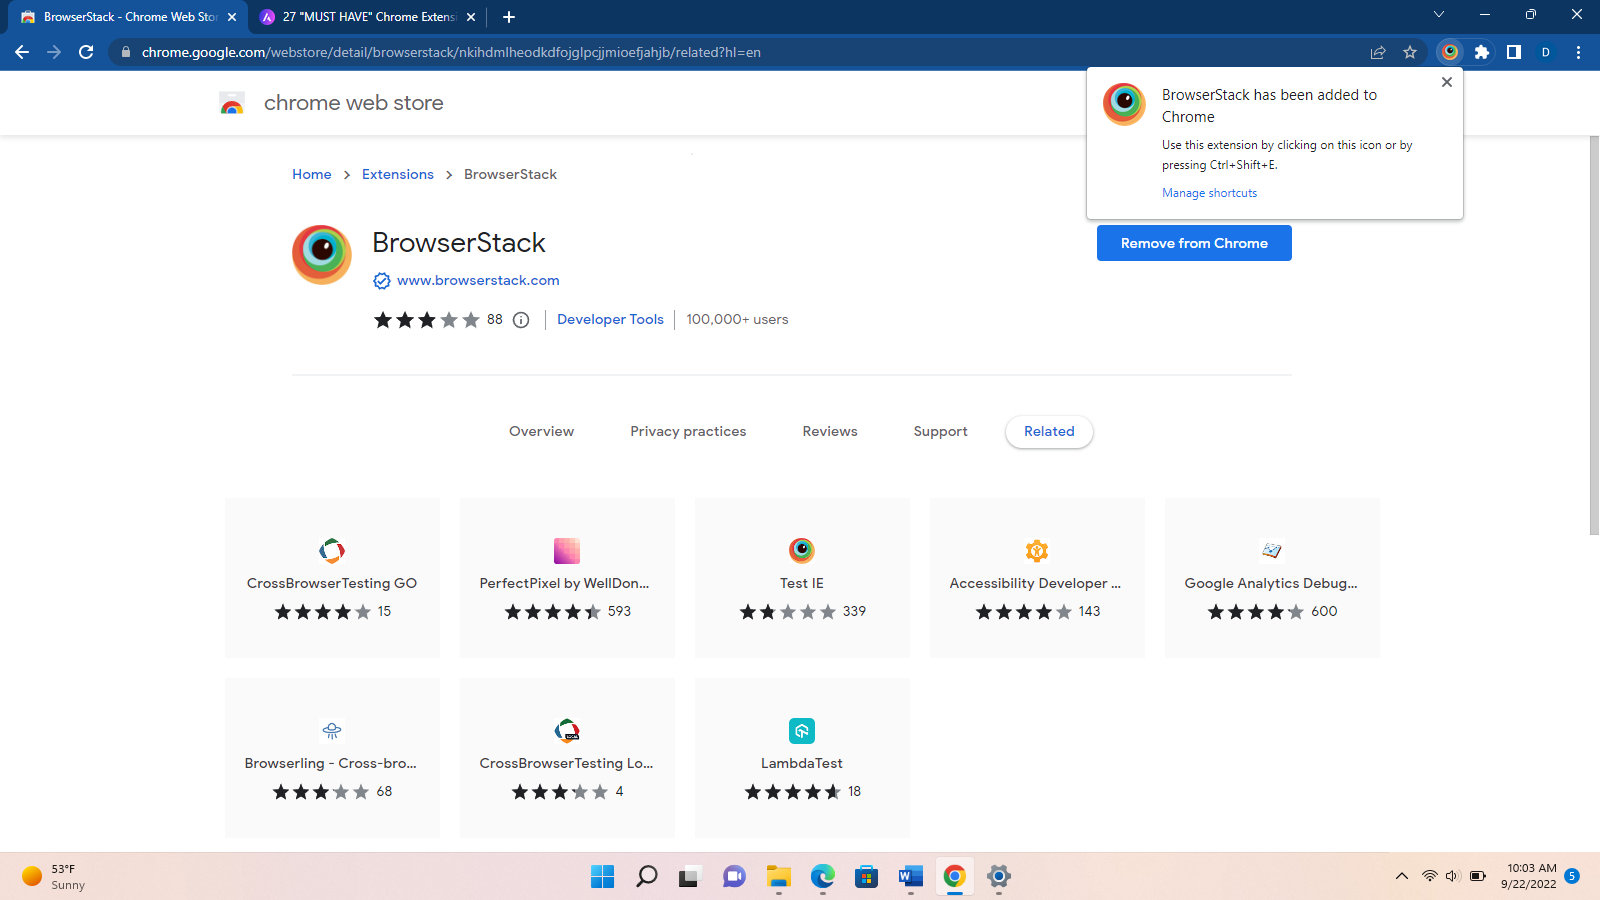 BrowserStack - Chrome Web Stor
27 "MUST HAVE" Chrome Extensi
chrome.google.com/webstore/detail/browserstack/nkihdmlheodkdfojglpcjjmioefjahjb/related?hl=en
D
chrome web store
BrowserStack has been added to
Chrome
Use this extension by clicking on this icon or by
pressing Ctrl+Shift+E.
Manage shortcuts
Home > Extensions > BrowserStack
BrowserStack
Remove from Chrome
www.browserstack.com
88
Developer Tools
100,000+ users
Overview
Privacy practices
Reviews
Support
Related
CrossBrowserTesting GO
15
PerfectPixel by WellDon...
593
Test IE
339
Accessibility Developer ...
143
Google Analytics Debug...
600
Browserling - Cross-bro...
68
CrossBrowserTesting Lo...
4
LambdaTest
18
53°F
Sunny
10:03 AM
9/22/2022
5